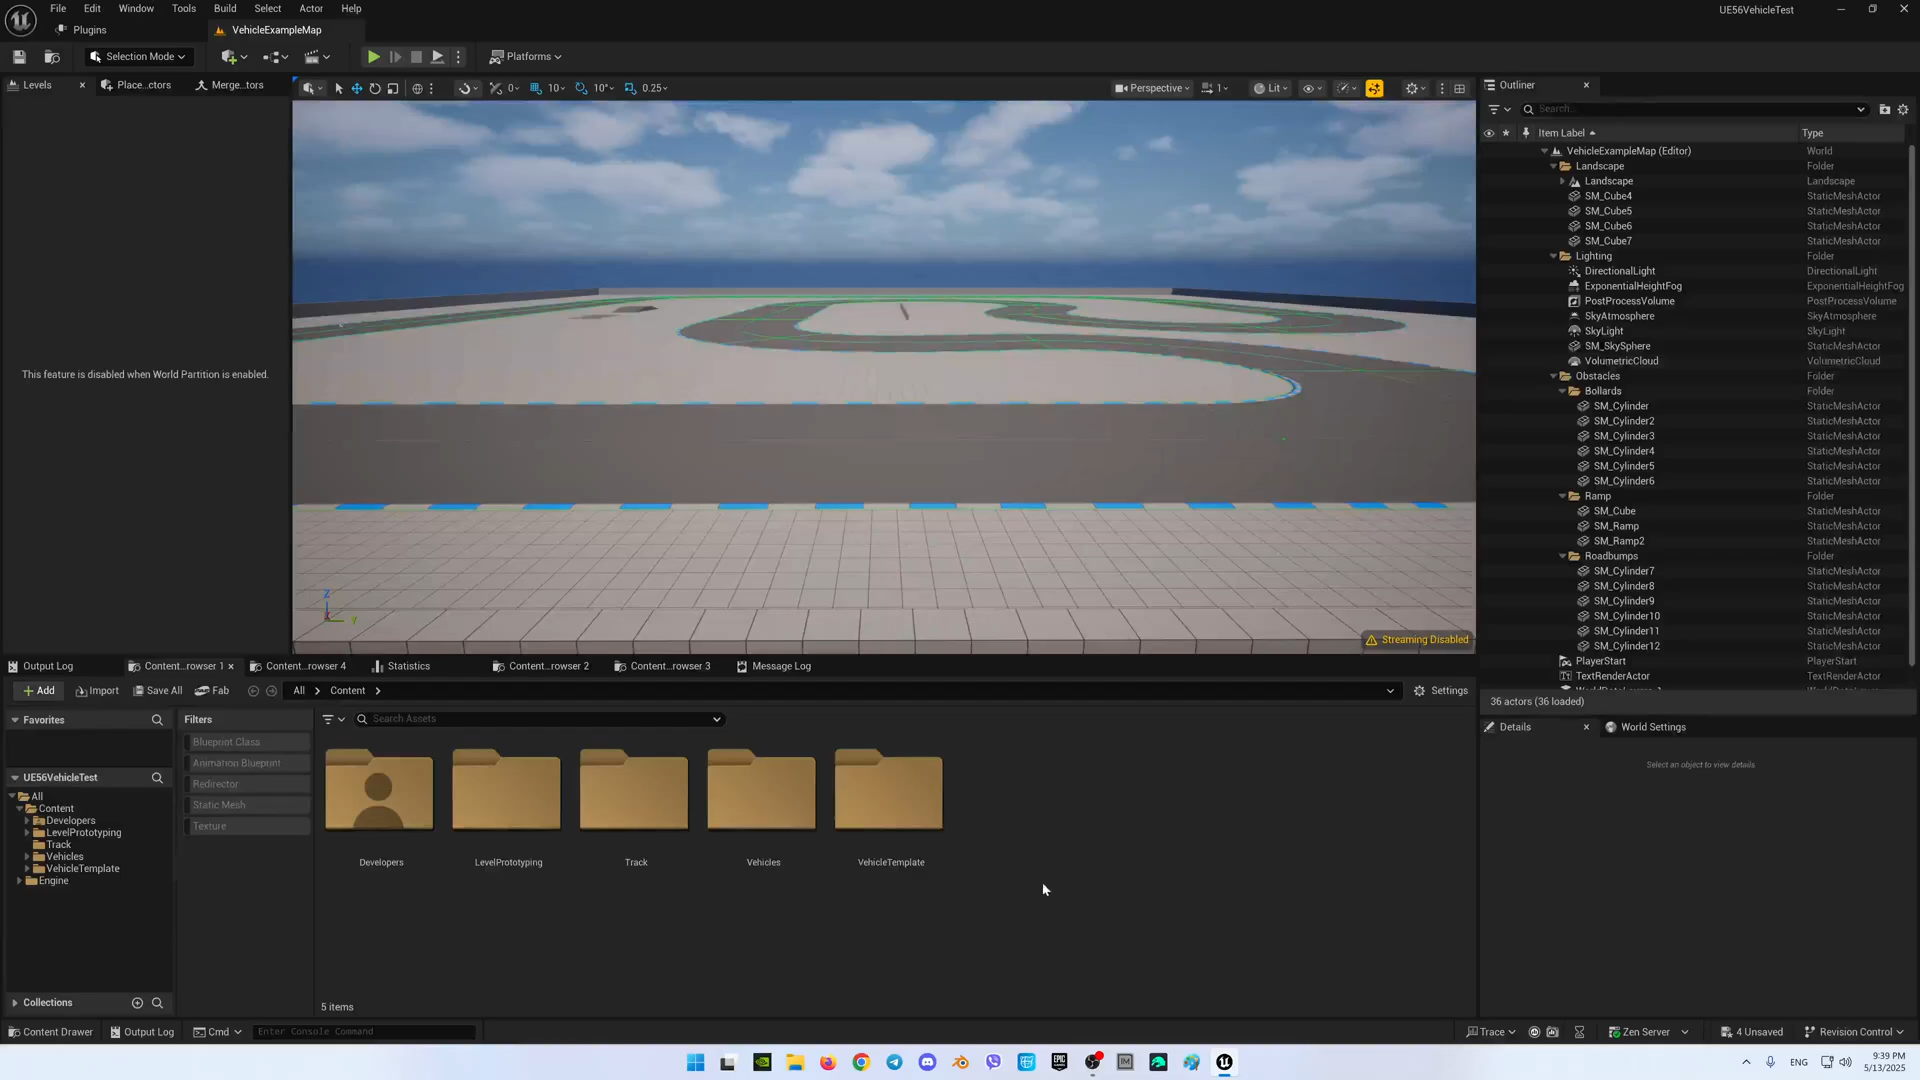 File Edit Window Tools Build Select Actor Help
UE56VehicleTest
Plugins
VehicleExampleMap
Selection Mode
Platforms
Levels
Place...ctors
Merge...tors
0
10
10°
0.25
Perspective
1
Lit
Outliner
Search...
Item Label
Type
VehicleExampleMap (Editor) World
Landscape Folder
Landscape Landscape
SM_Cube4 StaticMeshActor
SM_Cube5 StaticMeshActor
SM_Cube6 StaticMeshActor
SM_Cube7 StaticMeshActor
Lighting Folder
DirectionalLight DirectionalLight
ExponentialHeightFog ExponentialHeightFog
PostProcessVolume PostProcessVolume
SkyAtmosphere SkyAtmosphere
SkyLight SkyLight
SM_SkySphere StaticMeshActor
VolumetricCloud VolumetricCloud
Obstacles Folder
Bollards Folder
SM_Cylinder StaticMeshActor
SM_Cylinder2 StaticMeshActor
SM_Cylinder3 StaticMeshActor
SM_Cylinder4 StaticMeshActor
SM_Cylinder5 StaticMeshActor
SM_Cylinder6 StaticMeshActor
Ramp Folder
SM_Cube StaticMeshActor
SM_Ramp StaticMeshActor
SM_Ramp2 StaticMeshActor
Roadbumps Folder
SM_Cylinder7 StaticMeshActor
SM_Cylinder8 StaticMeshActor
SM_Cylinder9 StaticMeshActor
SM_Cylinder10 StaticMeshActor
SM_Cylinder11 StaticMeshActor
SM_Cylinder12 StaticMeshActor
PlayerStart PlayerStart
TextRenderActor TextRenderActor
36 actors (36 loaded)
This feature is disabled when World Partition is enabled.
Z
Y
Streaming Disabled
Details
World Settings
Select an object to view details.
Output Log
Content...rowser 1
Content...rowser 4
Statistics
Content...rowser 2
Content...rowser 3
Message Log
Add
Import
Save All
Fab
All
Content
Settings
Favorites
UE56VehicleTest
All
Content
Developers
LevelPrototyping
Track
Vehicles
VehicleTemplate
Engine
Collections
Filters
Blueprint Class
Animation Blueprint
Redirector
Static Mesh
Texture
Search Assets
Developers
LevelPrototyping
Track
Vehicles
VehicleTemplate
5 items
Content Drawer
Output Log
Cmd
Enter Console Command
Trace
Zen Server
4 Unsaved
Revision Control
ENG
9:39 PM
5/13/2025